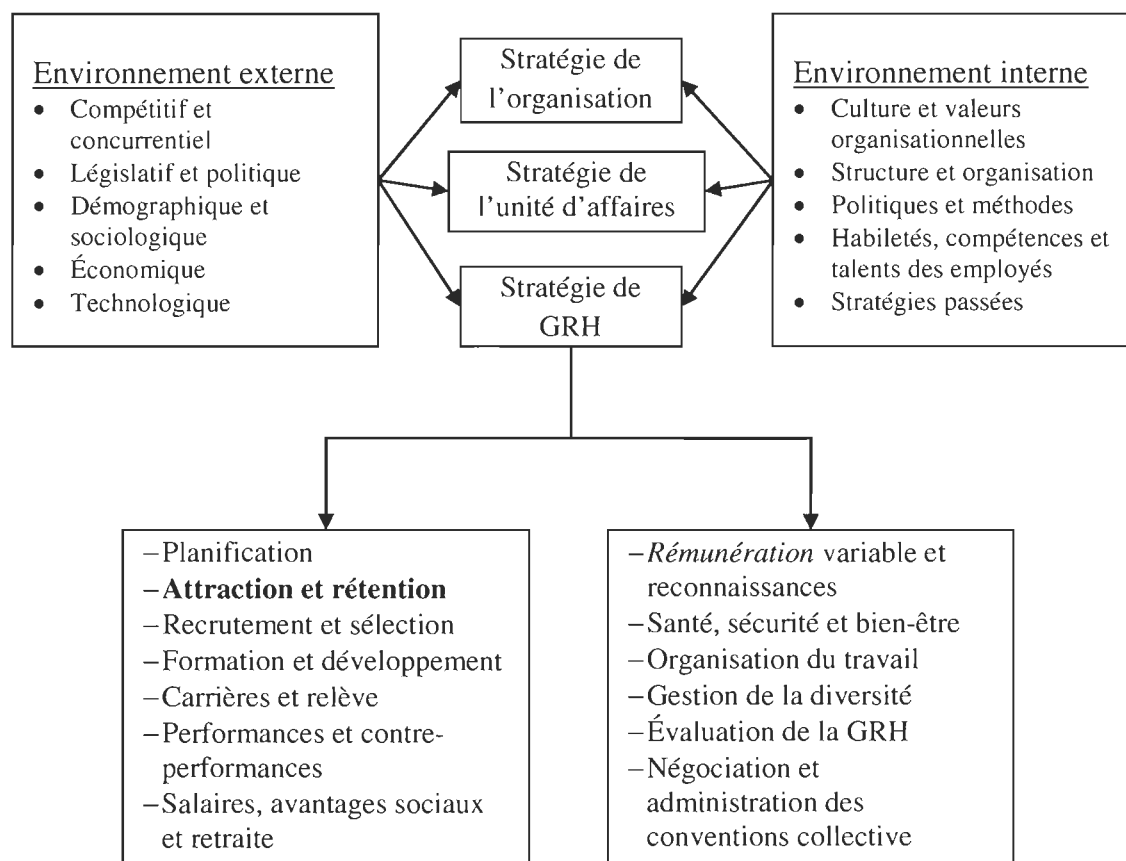 Environnement externe
• Compétitif et
concurrentiel
• Législatif et politique
• Démographique et
sociologique
• Économique
• Technologique
Stratégie de
l'organisation
Stratégie de
l'unité d'affaires
Stratégie de
GRH
Environnement interne
• Culture et valeurs
organisationnelles
• Structure et organisation
• Politiques et méthodes
• Habiletés, compétences et
talents des employés
• Stratégies passées
–Planification
–Attraction et rétention
–Recrutement et sélection
–Formation et développement
–Carrières et relève
–Performances et contre-
performances
–Salaires, avantages sociaux
et retraite
–Rémunération variable et
reconnaissances
–Santé, sécurité et bien-être
–Organisation du travail
–Gestion de la diversité
–Évaluation de la GRH
–Négociation et
administration des
conventions collective